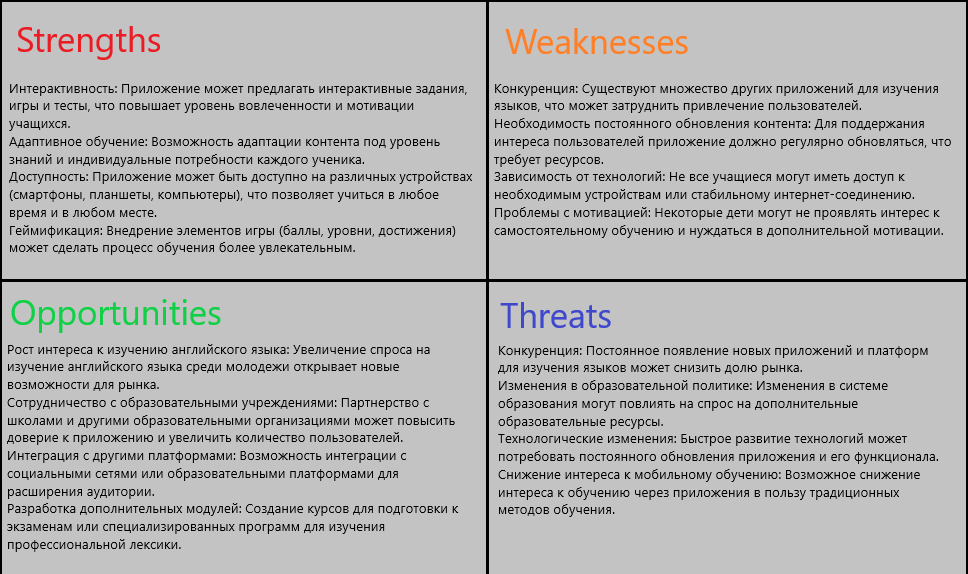 Strengths
Интерактивность: Приложение может предлагать интерактивные задания,
игры и тесты, что повышает уровень вовлеченности и мотивации
учащихся.
Адаптивное обучение: Возможность адаптации контента под уровень
знаний и индивидуальные потребности каждого ученика.
Доступность: Приложение может быть доступно на различных устройствах
(смартфоны, планшеты, компьютеры), что позволяет учиться в любое
время и в любом месте.
Геймификация: Внедрение элементов игры (баллы, уровни, достижения)
может сделать процесс обучения более увлекательным.
Weaknesses
Конкуренция: Существуют множество других приложений для изучения
языков, что может затруднить привлечение пользователей.
Необходимость постоянного обновления контента: Для поддержания
интереса пользователей приложение должно регулярно обновляться, что
требует ресурсов.
Зависимость от технологий: Не все учащиеся могут иметь доступ к
необходимым устройствам или стабильному интернет-соединению.
Проблемы с мотивацией: Некоторые дети могут не проявлять интерес к
самостоятельному обучению и нуждаться в дополнительной мотивации.
Opportunities
Рост интереса к изучению английского языка: Увеличение спроса на
изучение английского языка среди молодежи открывает новые
возможности для рынка.
Сотрудничество с образовательными учреждениями: Партнерство с
школами и другими образовательными организациями может повысить
доверие к приложению и увеличить количество пользователей.
Интеграция с другими платформами: Возможность интеграции с
социальными сетями или образовательными платформами для
расширения аудитории.
Разработка дополнительных модулей: Создание курсов для подготовки к
экзаменам или специализированных программ для изучения
профессиональной лексики.
Threats
Конкуренция: Постоянное появление новых приложений и платформ
для изучения языков может снизить долю рынка.
Изменения в образовательной политике: Изменения в системе
образования могут повлиять на спрос на дополнительные
образовательные ресурсы.
Технологические изменения: Быстрое развитие технологий может
потребовать постоянного обновления приложения и его функционала.
Снижение интереса к мобильному обучению: Возможное снижение
интереса к обучению через приложения в пользу традиционных
методов обучения.